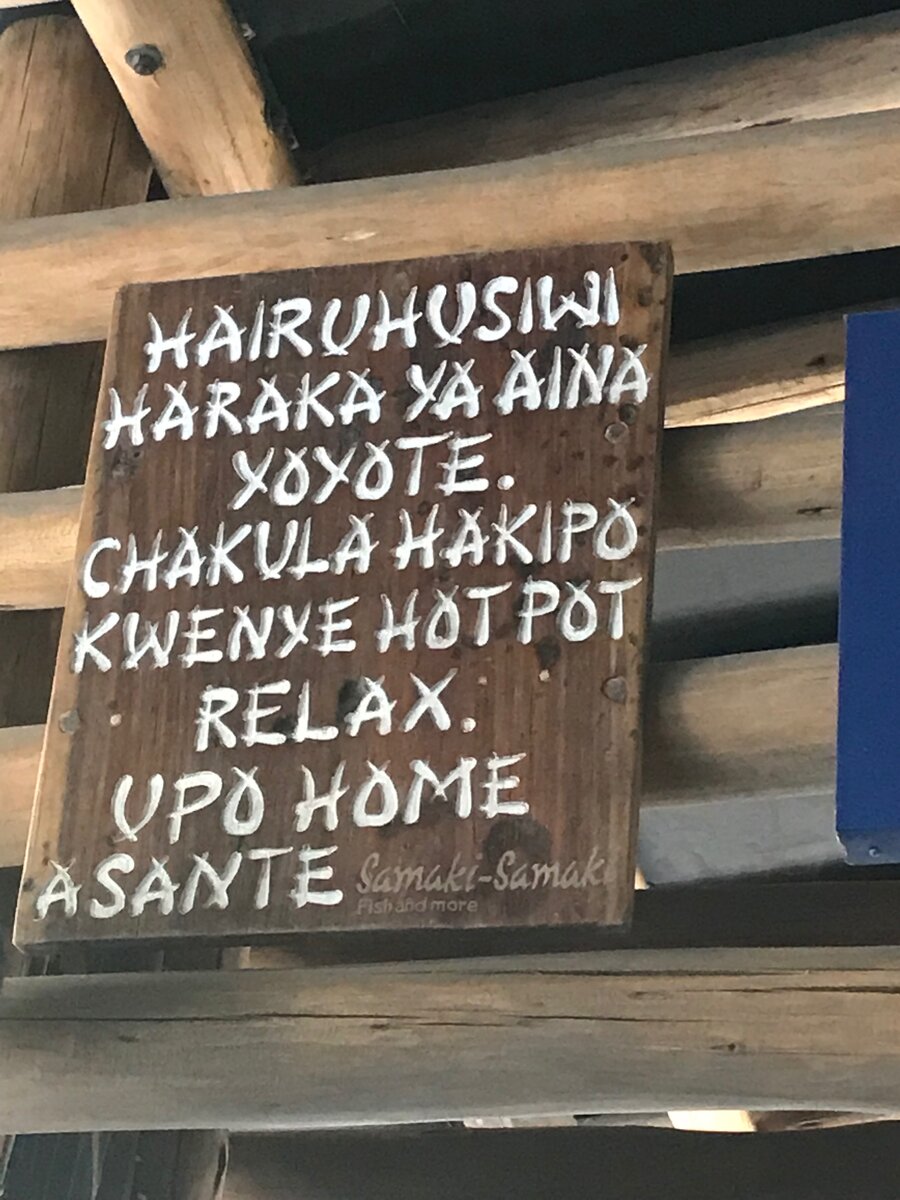 HAIRUHUSIWI
HARAKA YA AINA
YOYOTE.
CHAKULA HAKIPO
KWENYE HOT POT
RELAX.
UPO HOME
ASANTE Samaki-Samaki
Fish and more